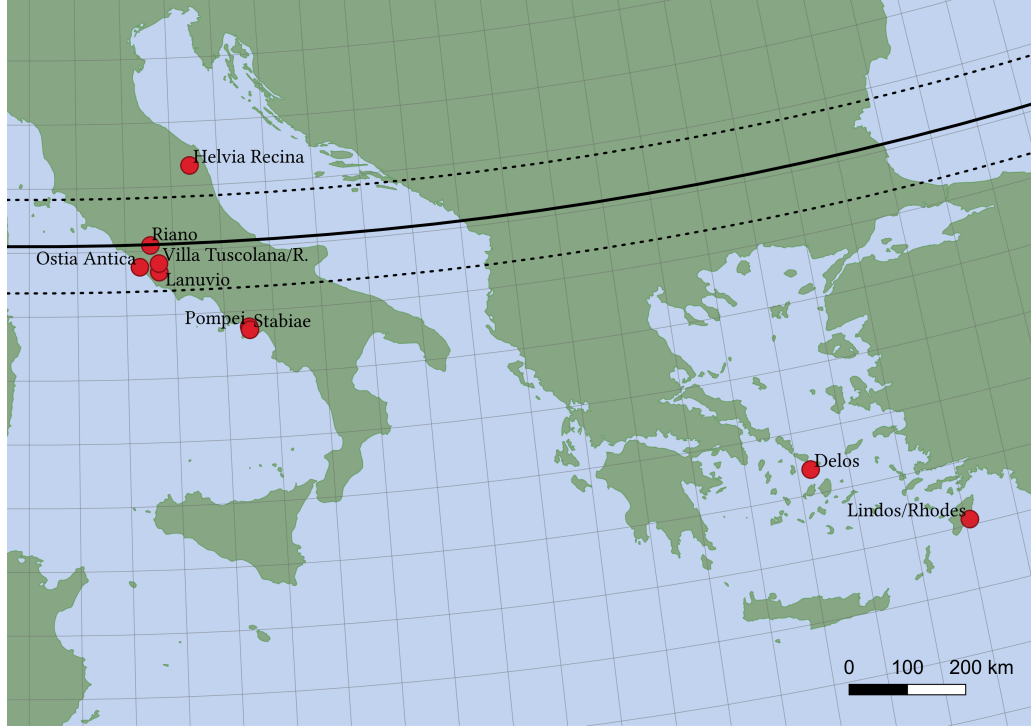 Helvia Recina
Riano
Ostia Antica
Villa Tuscolana/R.
Lanuvio
Pompei
Stabiae
Delos
Lindos/Rhodes
0 100 200 km